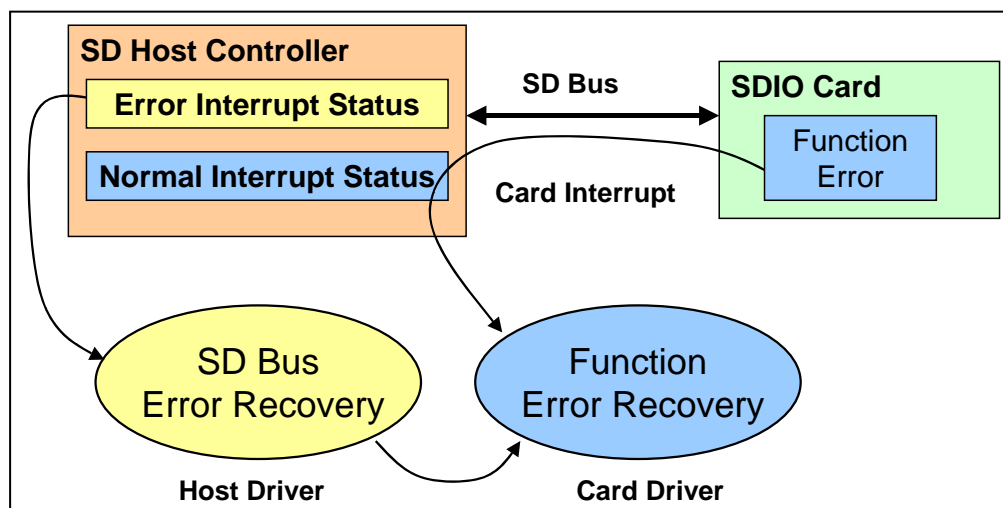 SD Host Controller
Error Interrupt Status
Normal Interrupt Status
SD Bus
Card Interrupt
SDIO Card
Function
Error
SD Bus
Error Recovery
Function
Error Recovery
Host Driver
Card Driver